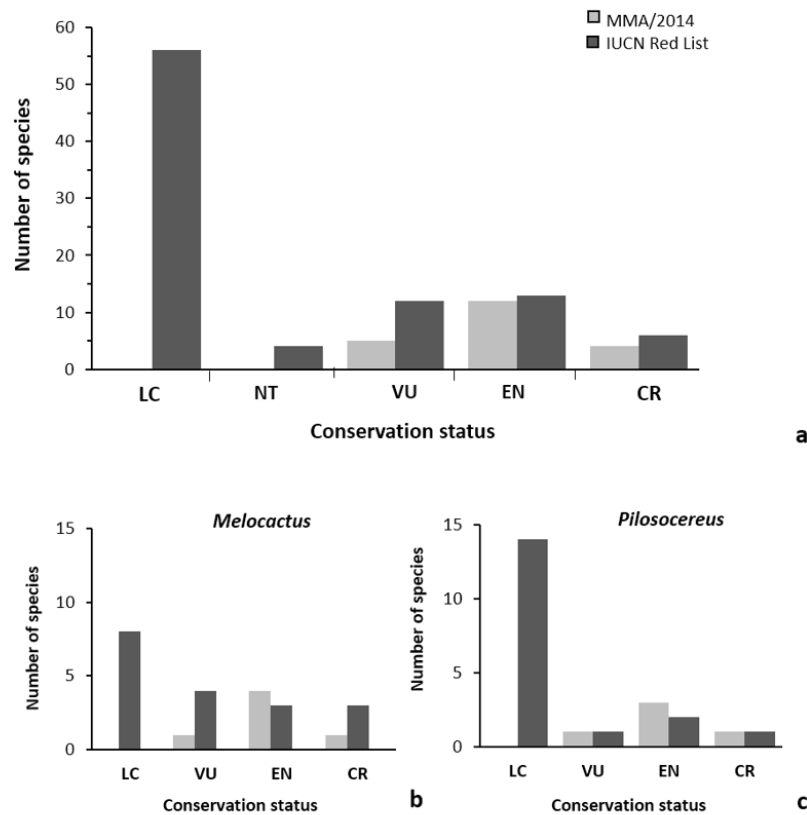 MMA/2014
IUCN Red List
60
50
40
30
20
10
0
Number of species
LC NT VU EN CR
Conservation status
a
Melocactus
15
10
5
0
Number of species
LC VU EN CR
Conservation status
b
Pilosocereus
15
10
5
0
Number of species
LC VU EN CR
Conservation status
c